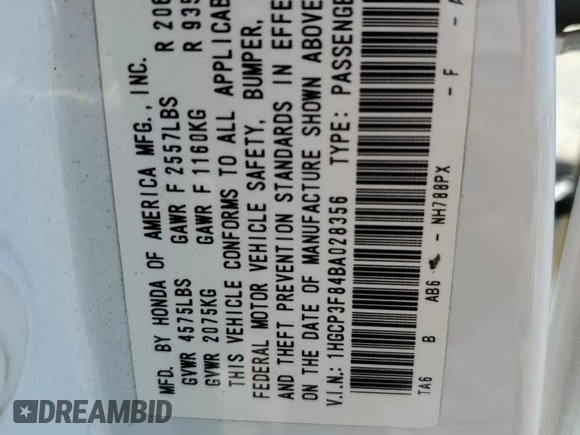 MFD. BY HONDA OF AMERICA MFG., INC.
GVWR 4575LBS GAWR F 2557LBS R 206
GVWR 2075KG GAWR F 1160KG R 935
THIS VEHICLE CONFORMS TO ALL APPLICAB
FEDERAL MOTOR VEHICLE SAFETY, BUMPER,
AND THEFT PREVENTION STANDARDS IN EFFE
ON THE DATE OF MANUFACTURE SHOWN ABOVE
V.I.N.: 1HGCP3F84BA028356 TYPE: PASSENGE
TA6 B AB6 - NH788PX - F - A
DREAMBID